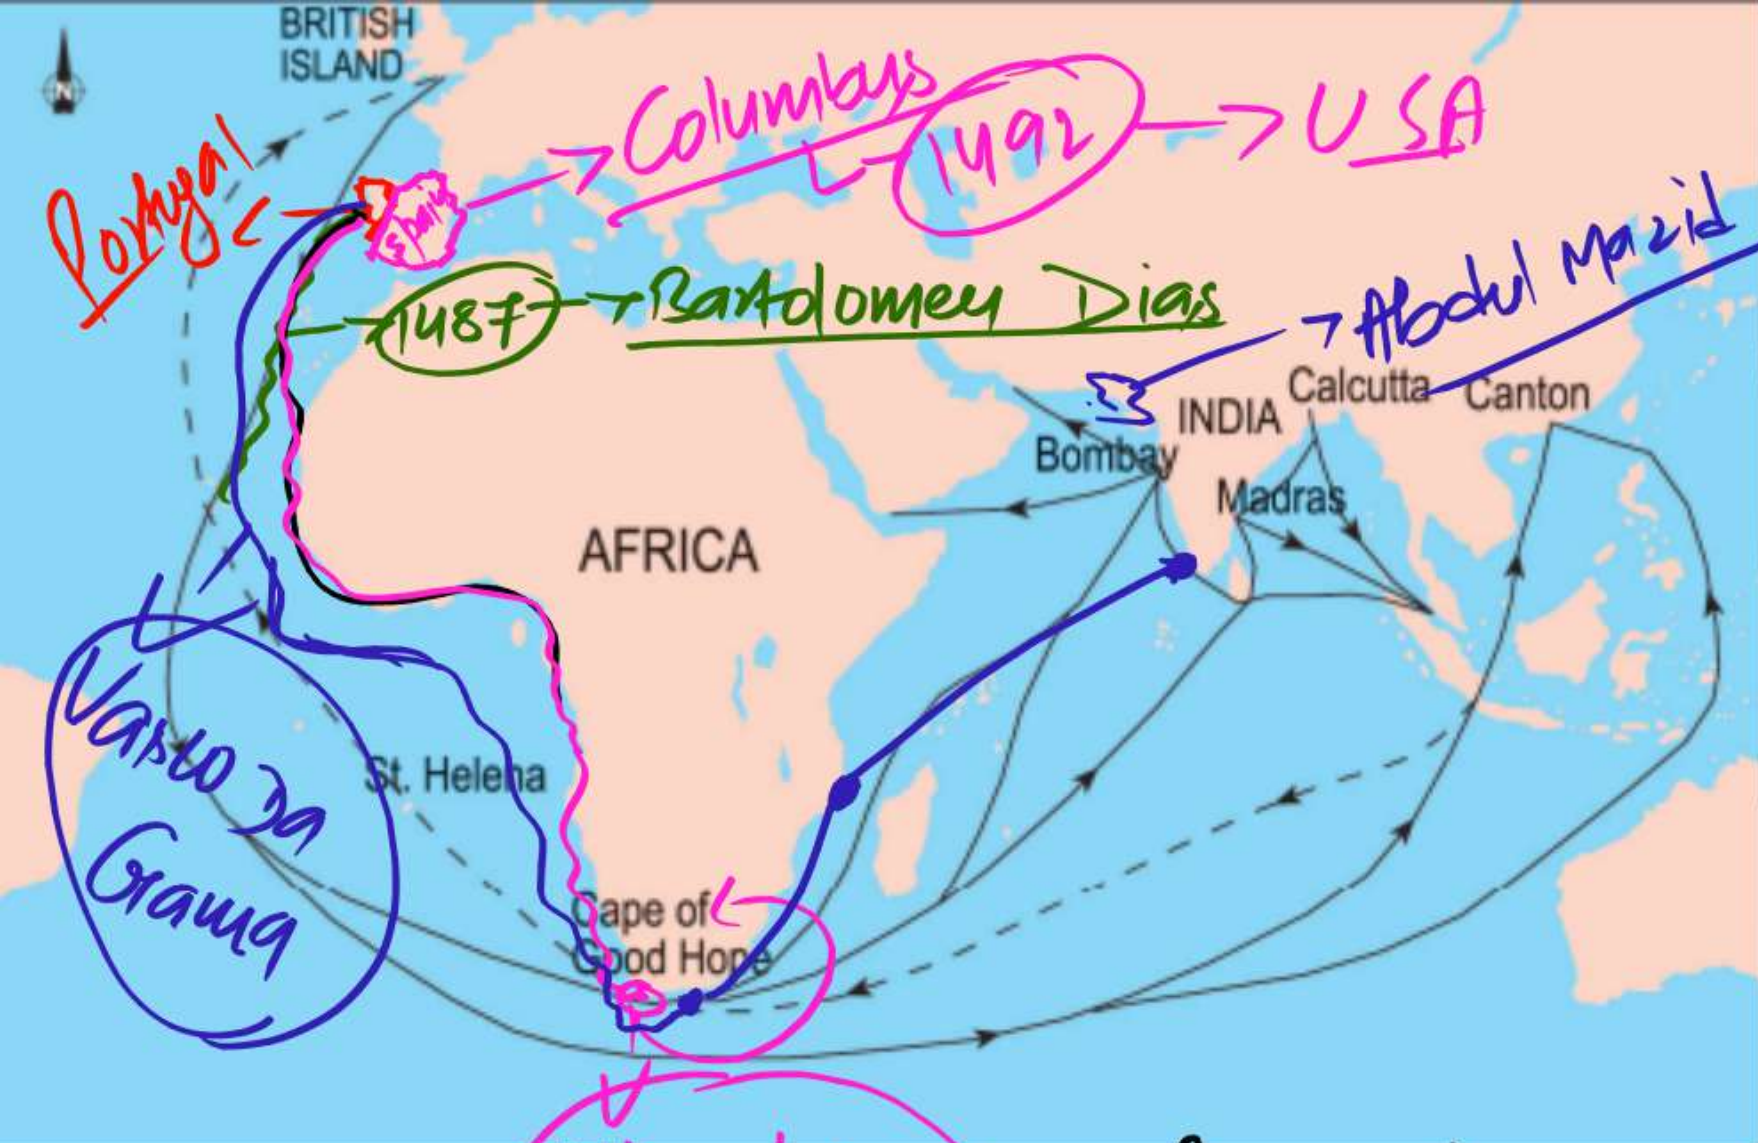 BRITISH
ISLAND
N
Columbus
1492
USA
Portugal
Spain
1487
Bartolomeu Dias
Abdul Mazid
INDIA
Calcutta
Canton
Bombay
Madras
AFRICA
Vasco Da
Gama
St. Helena
Cape of
Good Hope